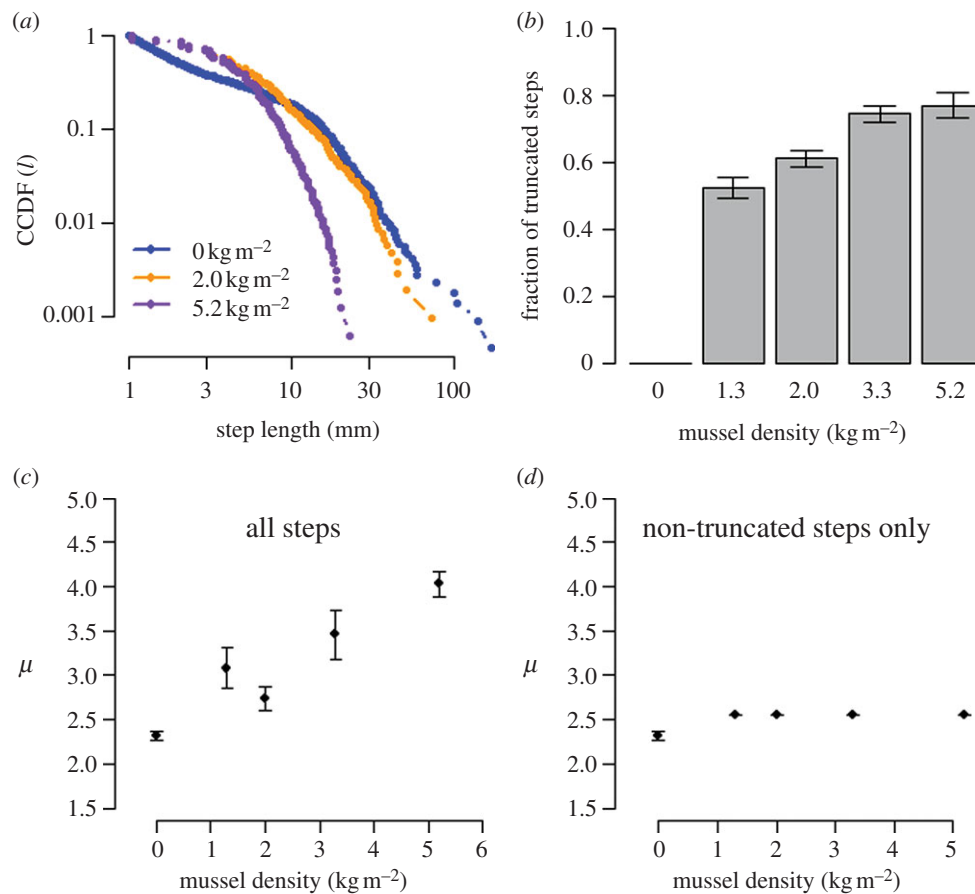 (a)
1
0.1
0.01
0.001
CCDF (l)
0 kg m–2
2.0 kg m–2
5.2 kg m–2
1 3 10 30 100
step length (mm)
(b)
1.0
0.8
0.6
0.4
0.2
0
fraction of truncated steps
0 1.3 2.0 3.3 5.2
mussel density (kg m–2)
(c)
all steps
5.0
4.5
4.0
3.5
3.0
2.5
2.0
1.5
μ
0 1 2 3 4 5 6
mussel density (kg m–2)
(d)
non-truncated steps only
5.0
4.5
4.0
3.5
3.0
2.5
2.0
1.5
μ
0 1 2 3 4 5
mussel density (kg m–2)